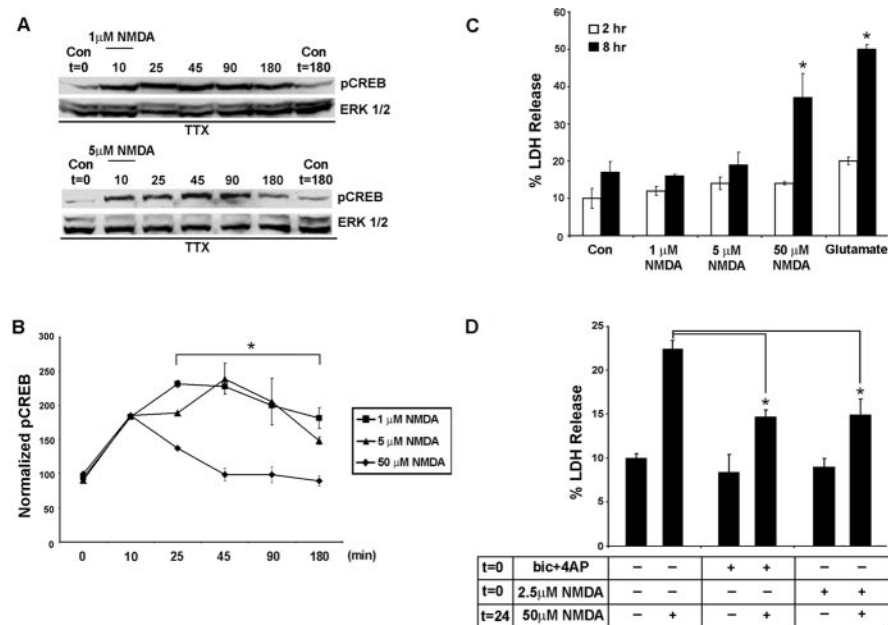 A
1μM NMDA
Con Con
t=0 10 25 45 90 180 t=180
pCREB
ERK 1/2
TTX
5μM NMDA
Con Con
t=0 10 25 45 90 180 t=180
pCREB
ERK 1/2
TTX
B
Normalized pCREB
300
250
200
150
100
50
0
*
0 10 25 45 90 180 (min)
1 μM NMDA
5 μM NMDA
50 μM NMDA
C
% LDH Release
60
50
40
30
20
10
0
2 hr
8 hr
*
*
Con 1 μM NMDA 5 μM NMDA 50 μM NMDA Glutamate
D
% LDH Release
25
20
15
10
5
0
*
*
t=0 bic+4AP – – + + – –
t=0 2.5μM NMDA – – – – + +
t=24 50μM NMDA – + – + – +